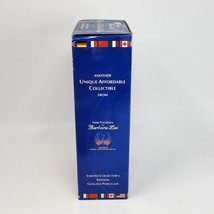 ANOTHER
UNIQUE AFFORDABLE
COLLECTIBLE
FROM
Barbara Lee
LIMITED COLLECTOR'S
EDITION
GENUINE PORCELAIN